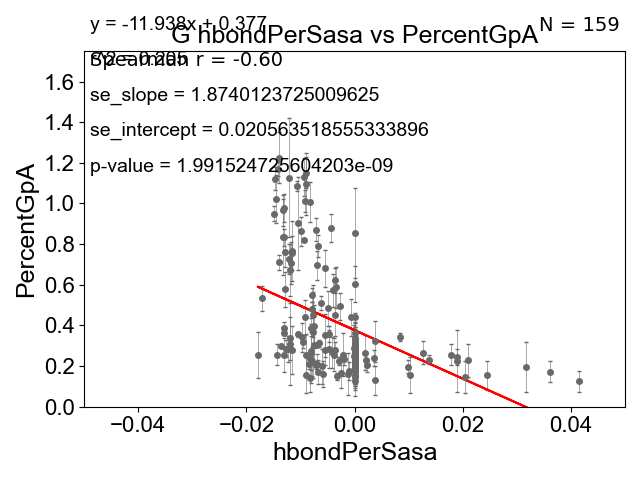 y = -11.938x + 0.377
N = 159
G hbondPerSasa vs PercentGpA
Spearman r = -0.60
se_slope = 1.8740123725009625
se_intercept = 0.020563518555333896
p-value = 1.991524725604203e-09
PercentGpA
1.6
1.4
1.2
1.0
0.8
0.6
0.4
0.2
0.0
−0.04
−0.02
0.00
0.02
0.04
hbondPerSasa